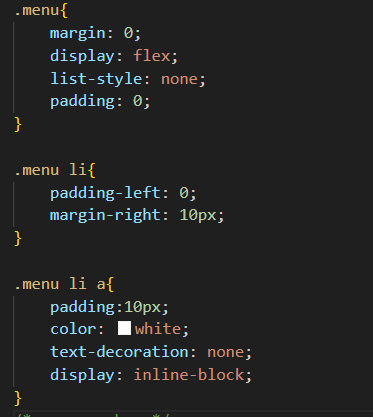 .menu{
margin: 0;
display: flex;
list-style: none;
padding: 0;
}
.menu li{
padding-left: 0;
margin-right: 10px;
}
.menu li a{
padding:10px;
color: white;
text-decoration: none;
display: inline-block;
}